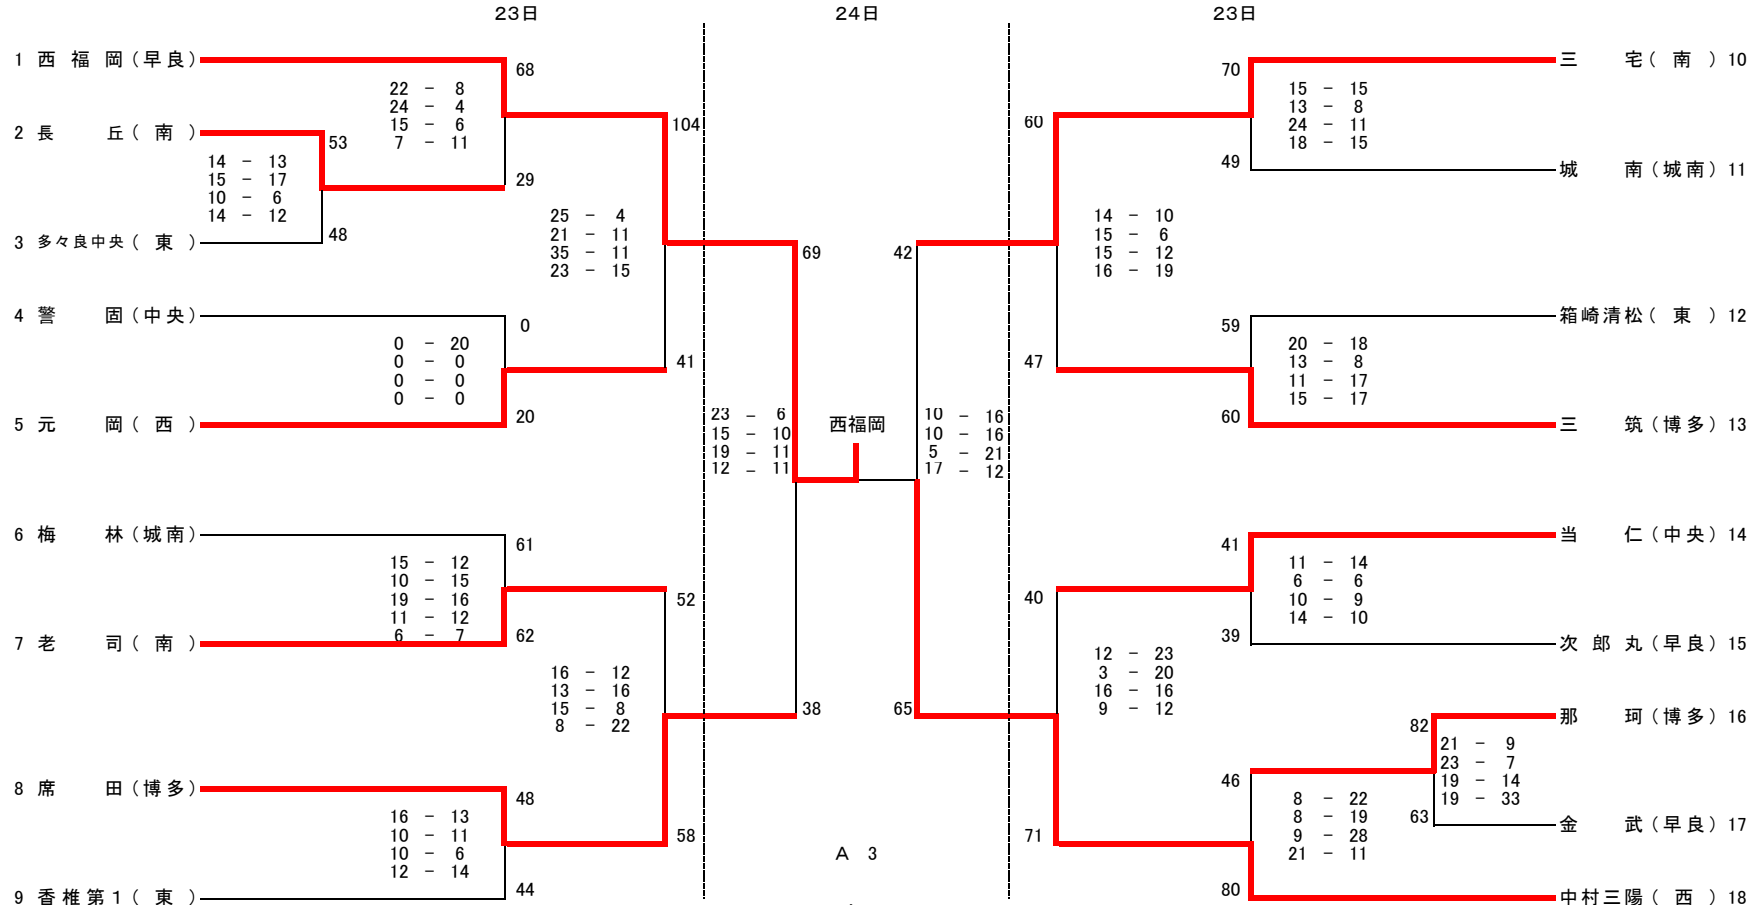 23日 24日 23日
1 西福岡(早良)
68
22 - 8
24 - 4
15 - 6
7 - 11
2 長丘(南)
53
14 - 13
15 - 17
10 - 6
14 - 12
29
3 多々良中央(東)
48
104
25 - 4
21 - 11
35 - 11
23 - 15
4 警固(中央)
0
0 - 20
0 - 0
0 - 0
0 - 0
41
5 元岡(西)
20
69
23 - 6
15 - 10
19 - 11
12 - 11
6 梅林(城南)
61
15 - 12
10 - 15
19 - 16
11 - 12
6 - 7
7 老司(南)
62
52
16 - 12
13 - 16
15 - 8
8 - 22
38
8 席田(博多)
48
16 - 13
10 - 11
10 - 6
12 - 14
58
9 香椎第1(東)
44
西福岡
A 3
42
10 - 16
10 - 16
5 - 21
17 - 12
65
三宅(南) 10
70
15 - 15
13 - 8
24 - 11
18 - 15
49
城南(城南) 11
60
14 - 10
15 - 6
15 - 12
16 - 19
47
箱崎清松(東) 12
59
20 - 18
13 - 8
11 - 17
15 - 17
60
三筑(博多) 13
当仁(中央) 14
41
11 - 14
6 - 6
10 - 9
14 - 10
39
次郎丸(早良) 15
40
12 - 23
3 - 20
16 - 16
9 - 12
71
那珂(博多) 16
82
21 - 9
23 - 7
19 - 14
19 - 33
63
金武(早良) 17
46
8 - 22
8 - 19
9 - 28
21 - 11
80
中村三陽(西) 18